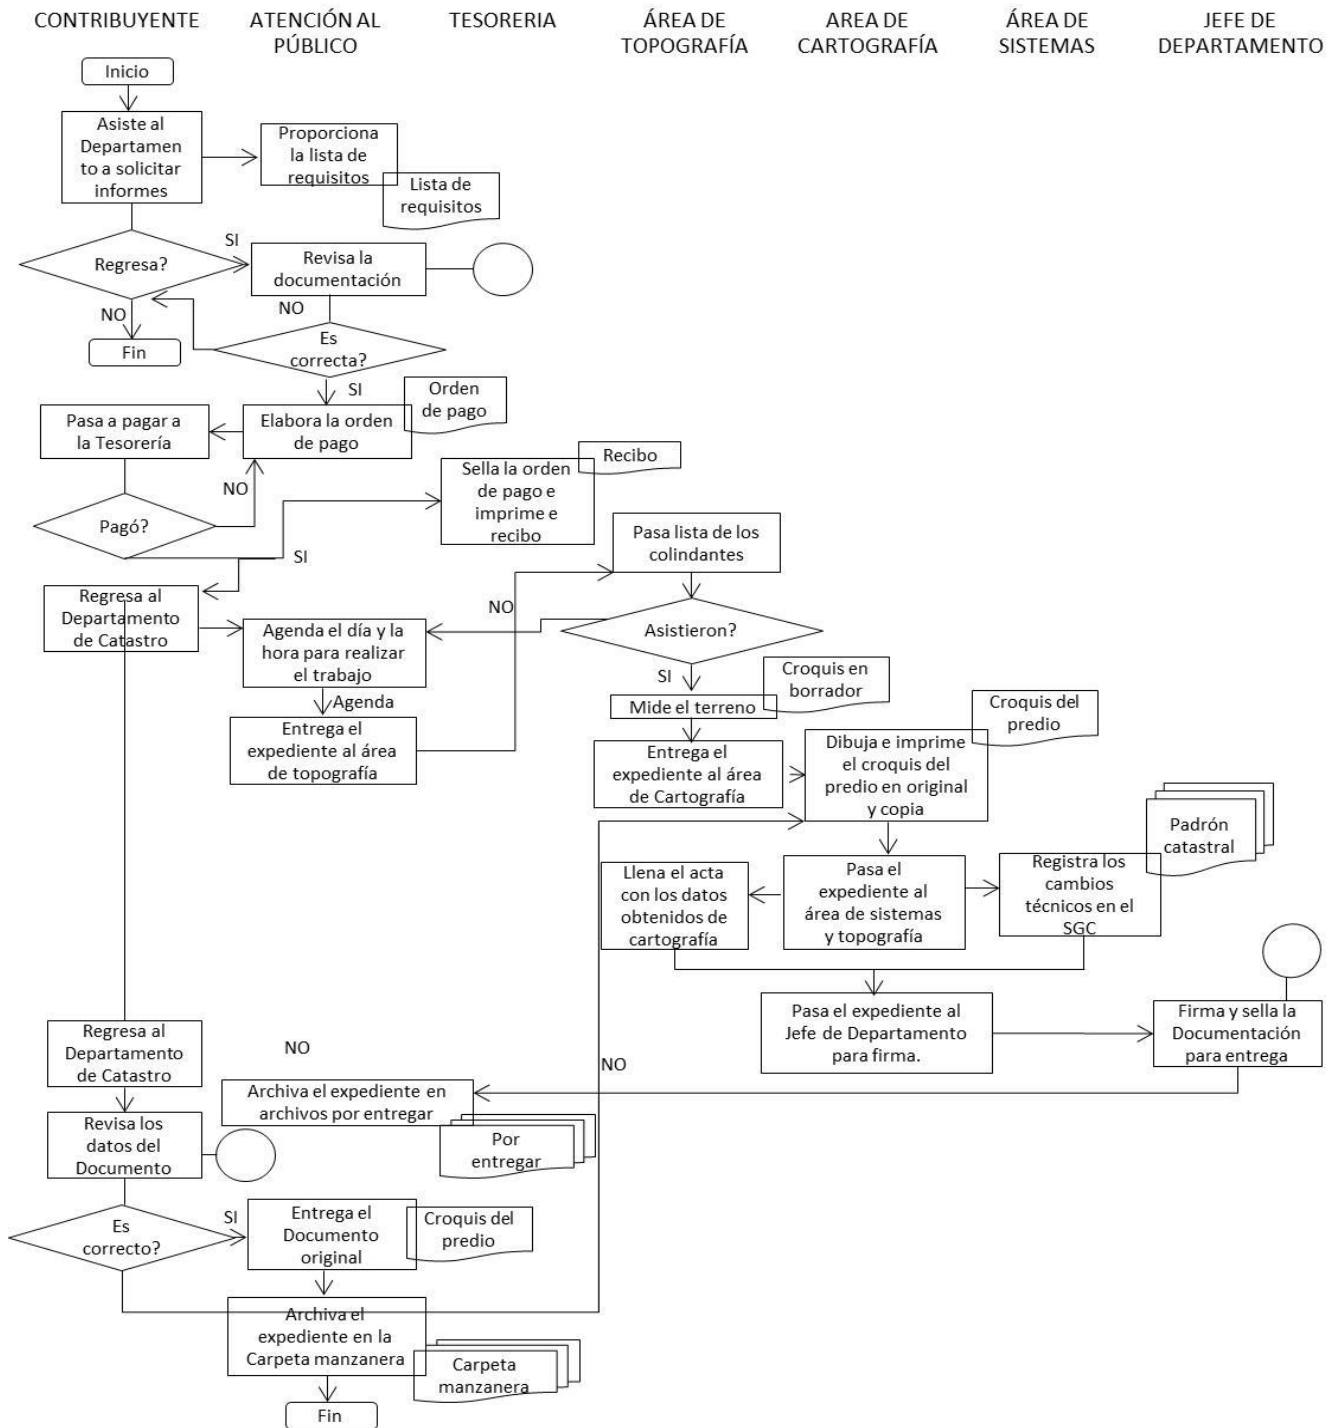 CONTRIBUYENTE
ATENCIÓN AL
PÚBLICO
TESORERIA
ÁREA DE
TOPOGRAFÍA
AREA DE
CARTOGRAFÍA
ÁREA DE
SISTEMAS
JEFE DE
DEPARTAMENTO
Inicio
Asiste al
Departamen
to a solicitar
informes
Proporciona
la lista de
requisitos
Lista de
requisitos
Regresa?
SI
Revisa la
documentación
NO
NO
Fin
Es
correcta?
SI
Orden
de pago
Pasa a pagar a
la Tesorería
Elabora la orden
de pago
NO
Pagó?
SI
Recibo
Sella la orden
de pago e
imprime e
recibo
Pasa lista de los
colindantes
Regresa al
Departamento
de Catastro
Agenda el día y la
hora para realizar
el trabajo
NO
Asistieron?
SI
Croquis en
borrador
Agenda
Mide el terreno
Croquis del
predio
Entrega el
expediente al área
de topografía
Entrega el
expediente al área
de Cartografía
Dibuja e imprime
el croquis del
predio en original
y copia
Padrón
catastral
Llena el acta
con los datos
obtenidos de
cartografía
Pasa el
expediente al
área de sistemas
y topografía
Registra los
cambios
técnicos en el
SGC
Pasa el expediente al
Jefe de Departamento
para firma.
Firma y sella la
Documentación
para entrega
Regresa al
Departamento
de Catastro
NO
NO
Archiva el expediente en
archivos por entregar
Por
entregar
Revisa los
datos del
Documento
Es
correcto?
SI
Entrega el
Documento
original
Croquis del
predio
Archiva el
expediente en la
Carpeta manzanera
Carpeta
manzanera
Fin